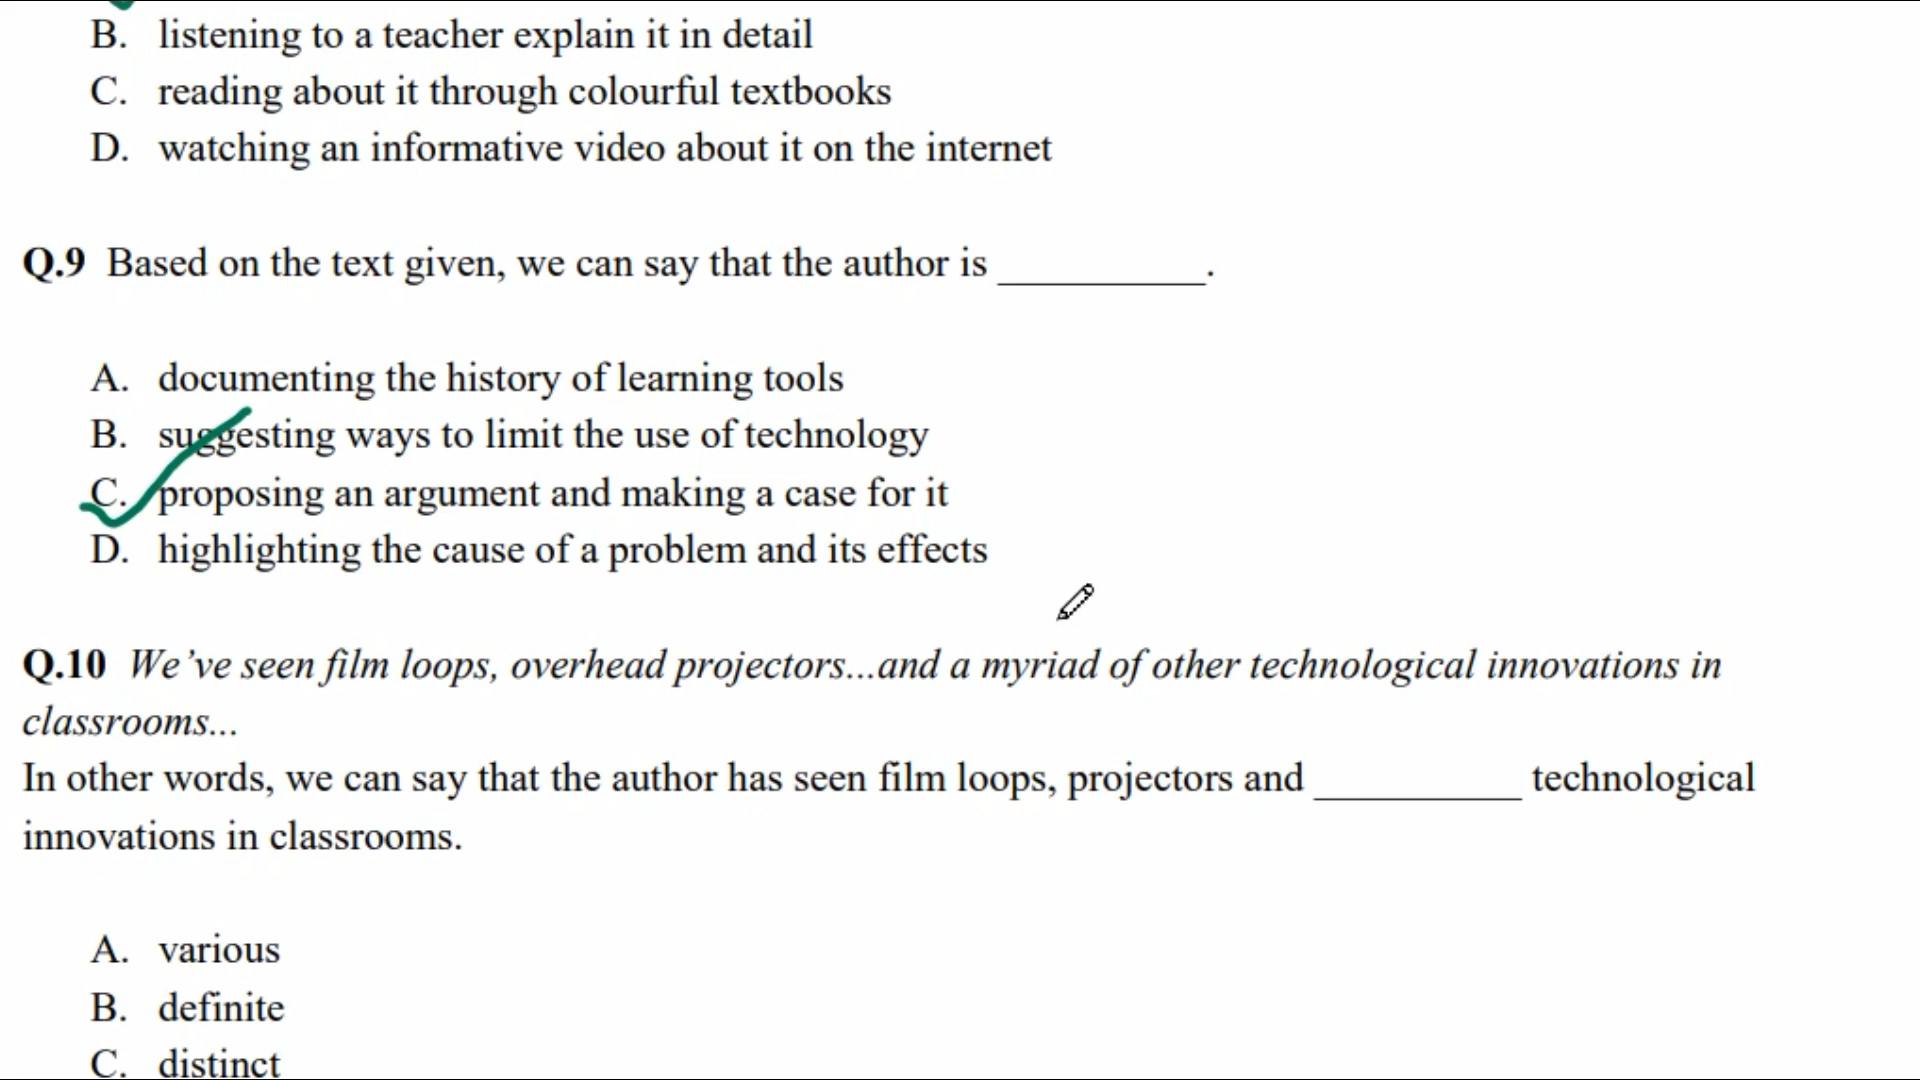 B. listening to a teacher explain it in detail
C. reading about it through colourful textbooks
D. watching an informative video about it on the internet
Q.9 Based on the text given, we can say that the author is __________.
A. documenting the history of learning tools
B. suggesting ways to limit the use of technology
C. proposing an argument and making a case for it
D. highlighting the cause of a problem and its effects
Q.10 We’ve seen film loops, overhead projectors...and a myriad of other technological innovations in
classrooms...
In other words, we can say that the author has seen film loops, projectors and __________ technological
innovations in classrooms.
A. various
B. definite
C. distinct